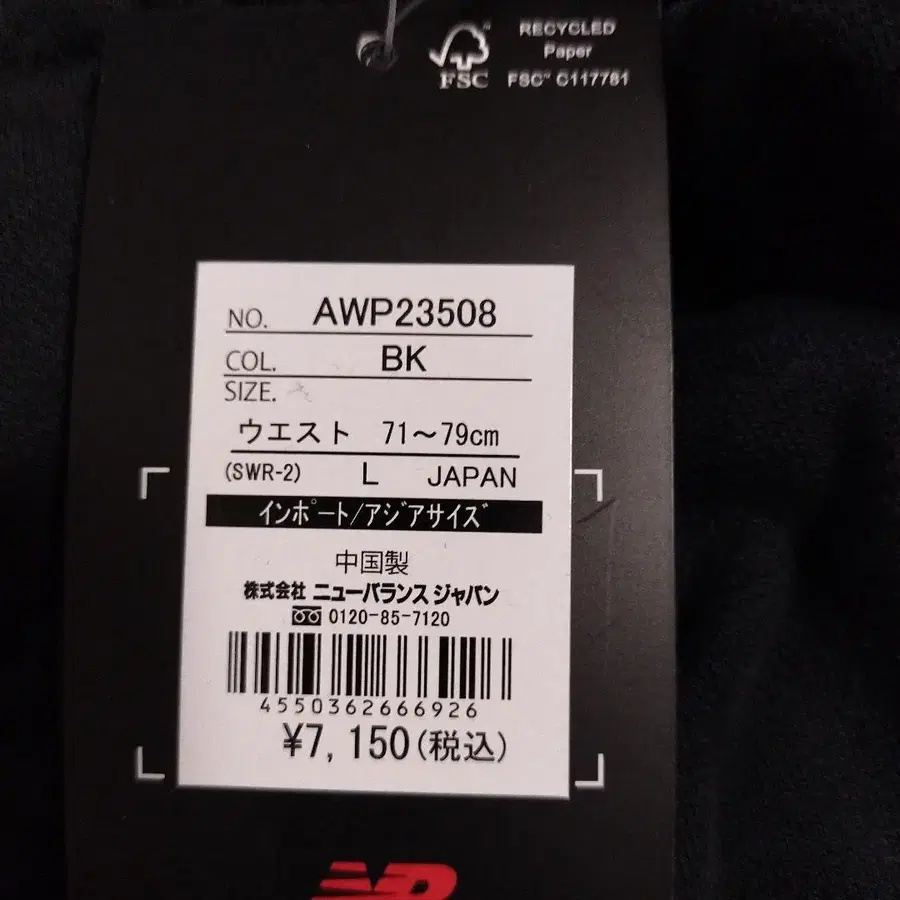 FSC
RECYCLED
Paper
FSC™ C117781
NO. AWP23508
COL. BK
SIZE.
ウエスト 71～79cm
(SWR-2) L JAPAN
インポート/アジアサイズ
中国製
株式会社 ニューバランス ジャパン
0120-85-7120
4550362666926
¥7,150(税込)